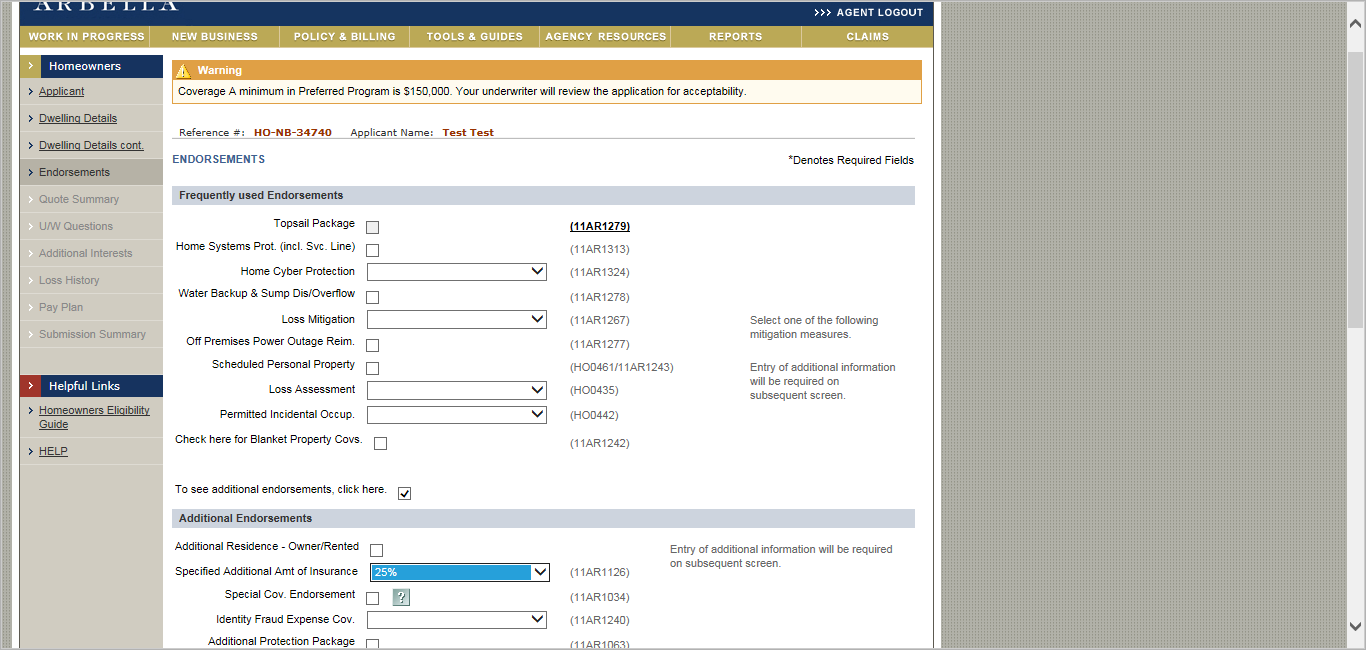 ARBELLA
>>> AGENT LOGOUT
WORK IN PROGRESS NEW BUSINESS POLICY & BILLING TOOLS & GUIDES AGENCY RESOURCES REPORTS CLAIMS
Homeowners
Applicant
Dwelling Details
Dwelling Details cont.
Endorsements
Quote Summary
U/W Questions
Additional Interests
Loss History
Pay Plan
Submission Summary
Helpful Links
Homeowners Eligibility
Guide
HELP
Warning
Coverage A minimum in Preferred Program is $150,000. Your underwriter will review the application for acceptability.
Reference #: HO-NB-34740 Applicant Name: Test Test
ENDORSEMENTS
*Denotes Required Fields
Frequently used Endorsements
Topsail Package (11AR1279)
Home Systems Prot. (incl. Svc. Line) (11AR1313)
Home Cyber Protection (11AR1324)
Water Backup & Sump Dis/Overflow (11AR1278)
Loss Mitigation (11AR1267) Select one of the following
mitigation measures.
Off Premises Power Outage Reim. (11AR1277)
Scheduled Personal Property (HO0461/11AR1243) Entry of additional information
will be required on
subsequent screen.
Loss Assessment (HO0435)
Permitted Incidental Occup. (HO0442)
Check here for Blanket Property Covs. (11AR1242)
To see additional endorsements, click here.
Additional Endorsements
Additional Residence - Owner/Rented Entry of additional information will be required
on subsequent screen.
Specified Additional Amt of Insurance 25% (11AR1126)
Special Cov. Endorsement ? (11AR1034)
Identity Fraud Expense Cov. (11AR1240)
Additional Protection Package (11AR1063)